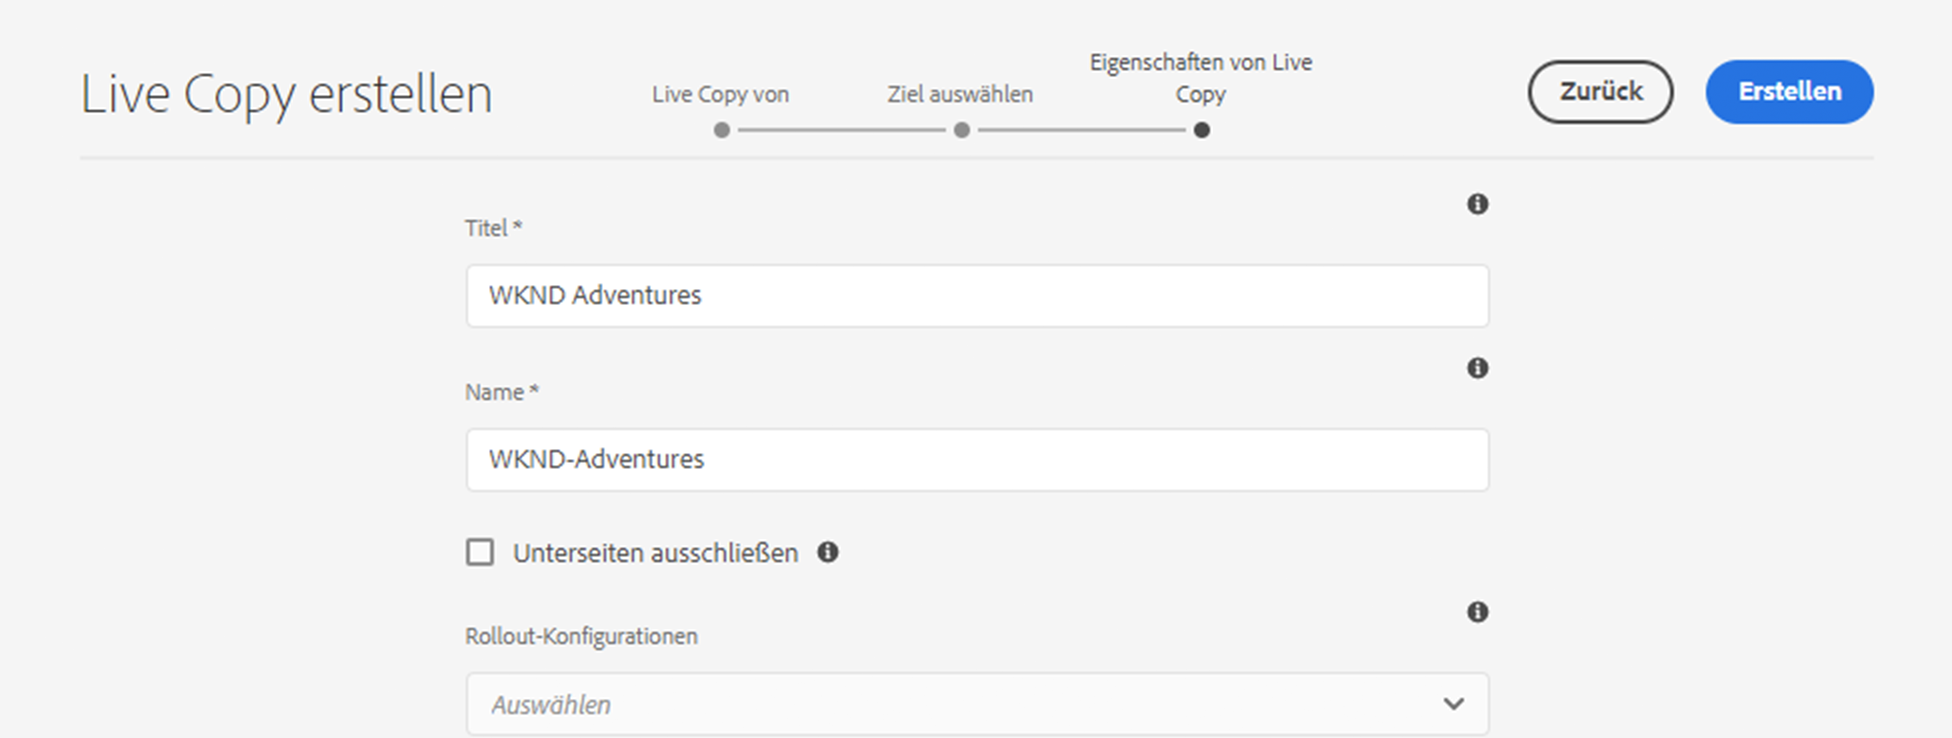 Live Copy erstellen
Live Copy von
Ziel auswählen
Eigenschaften von Live
Copy
Zurück
Erstellen
Titel *
WKND Adventures
Name *
WKND-Adventures
Unterseiten ausschließen
Rollout-Konfigurationen
Auswählen